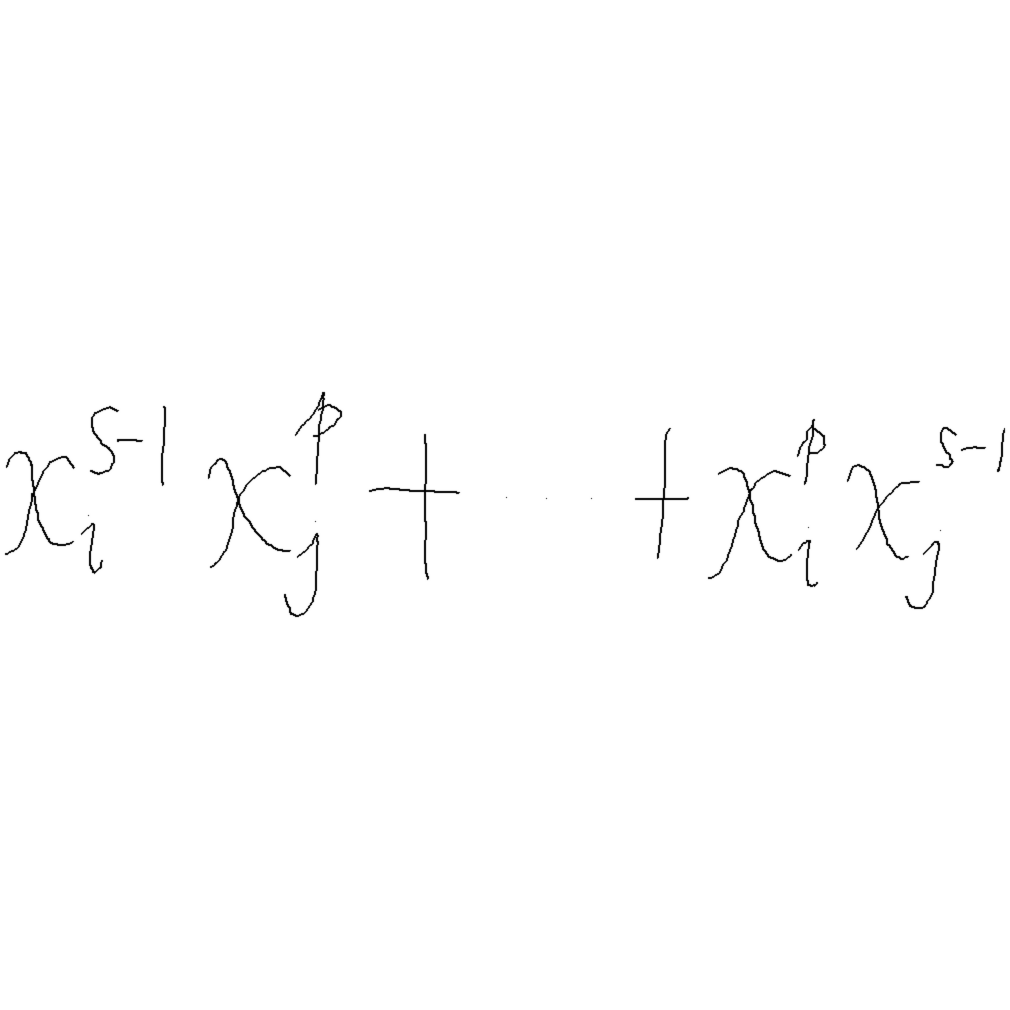 $x_i^{s-1} x_j^p + \cdots + x_i^p x_j^{s-1}$